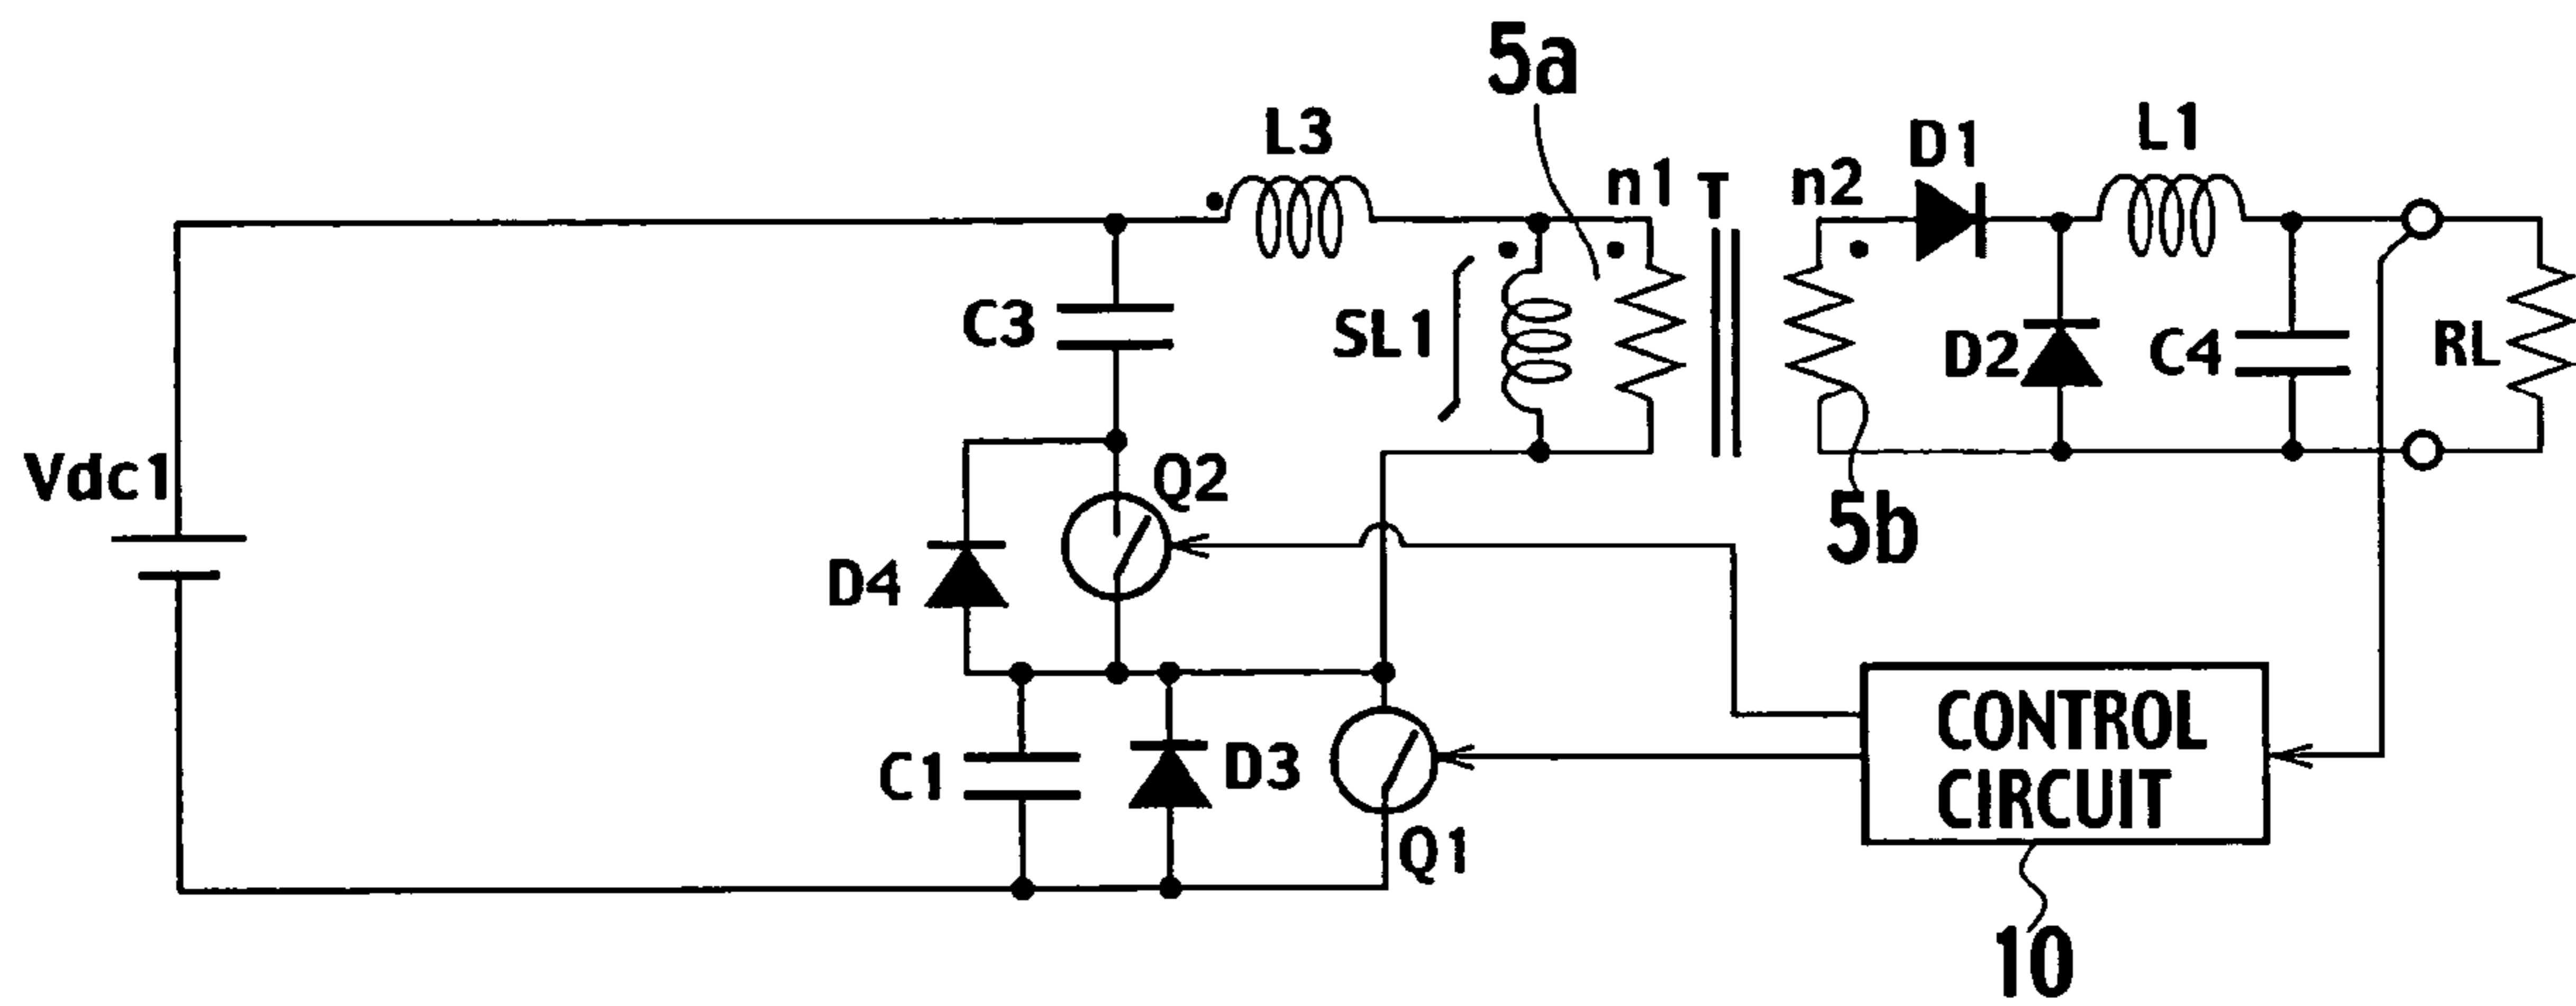 5a
L3
n1
T
n2
D1
L1
C3
SL1
D2
C4
RL
Vdc1
Q2
5b
D4
C1
D3
Q1
CONTROL
CIRCUIT
10